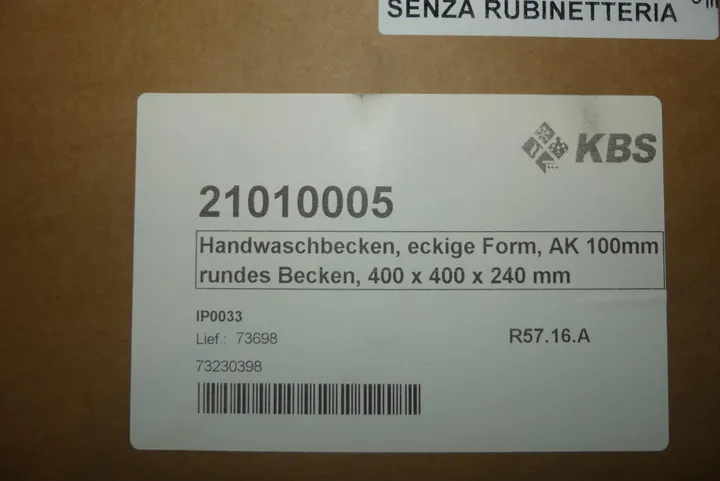 SENZA RUBINETTERIA
KBS
21010005
Handwaschbecken, eckige Form, AK 100mm
rundes Becken, 400 x 400 x 240 mm
IP0033
Lief.: 73698
R57.16.A
73230398